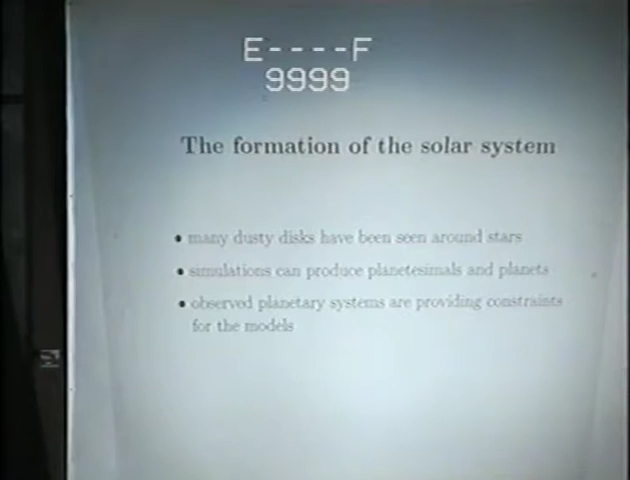 E----F
9999
The formation of the solar system
• many dusty disks have been seen around stars
• simulations can produce planetesimals and planets
• observed planetary systems are providing constraints
for the models